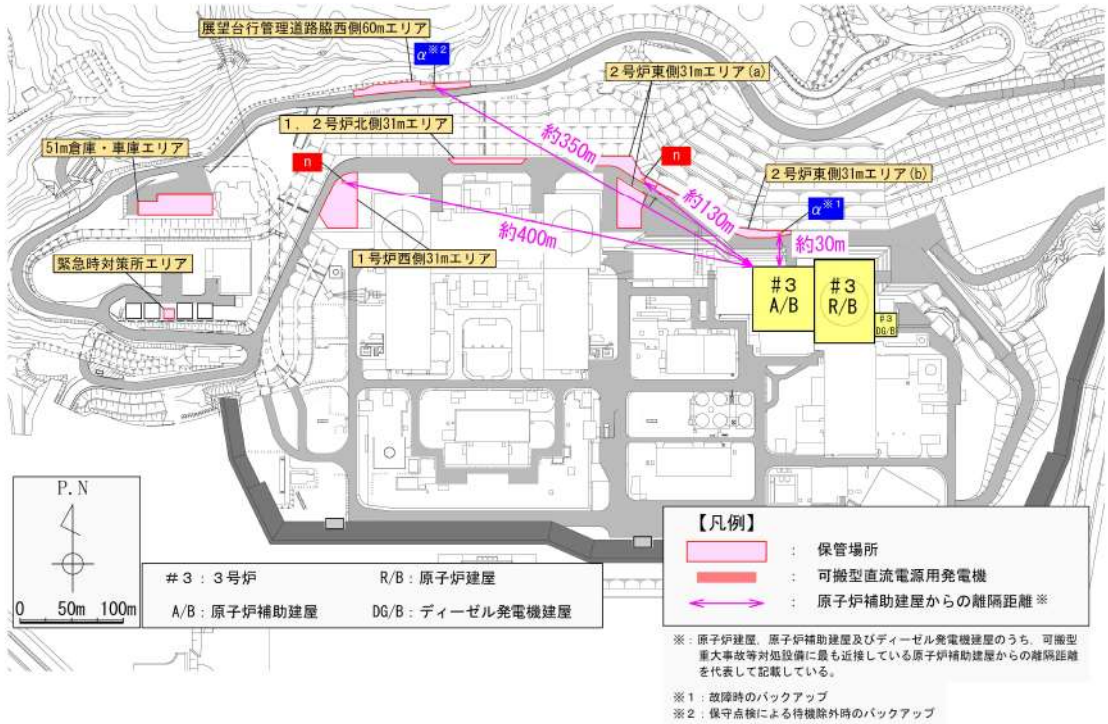 展望台行管理道路脇西側60mエリア
α※2
2号炉東側31mエリア(a)
1，2号炉北側31mエリア
約350m
51m倉庫・車庫エリア
n
n
2号炉東側31mエリア(b)
約130m
α※1
約400m
約30m
緊急時対策所エリア
1号炉西側31mエリア
#3
A/B
#3
R/B
#3
DG/B
P.N
0 50m 100m
#3：3号炉
R/B：原子炉建屋
A/B：原子炉補助建屋
DG/B：ディーゼル発電機建屋
【凡例】
： 保管場所
： 可搬型直流電源用発電機
： 原子炉補助建屋からの離隔距離※
※：原子炉建屋，原子炉補助建屋及びディーゼル発電機建屋のうち，可搬型
重大事故等対処設備に最も近接している原子炉補助建屋からの離隔距離
を代表して記載している。
※1：故障時のバックアップ
※2：保守点検による待機除外時のバックアップ